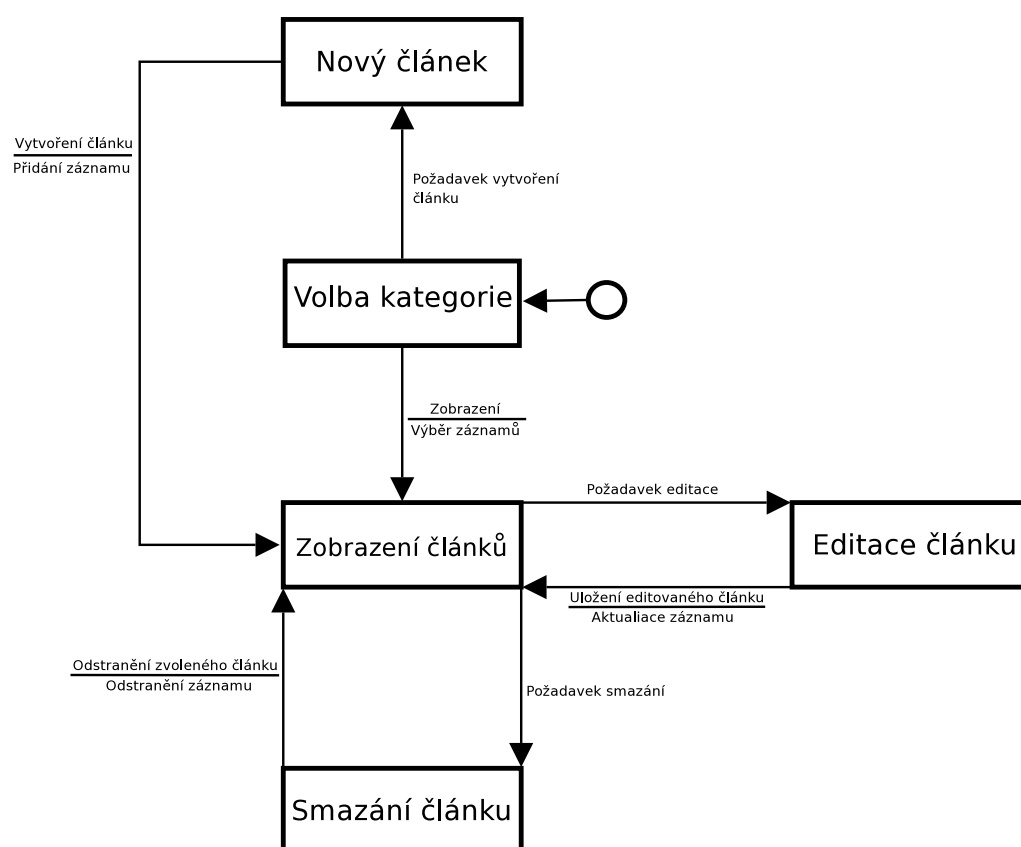 Nový článek
Vytvoření článku
Přidání záznamu
Požadavek vytvoření
článku
Volba kategorie
Zobrazení
Výběr záznamů
Požadavek editace
Zobrazení článků
Editace článku
Uložení editovaného článku
Aktualiace záznamu
Odstranění zvoleného článku
Odstranění záznamu
Požadavek smazání
Smazání článku